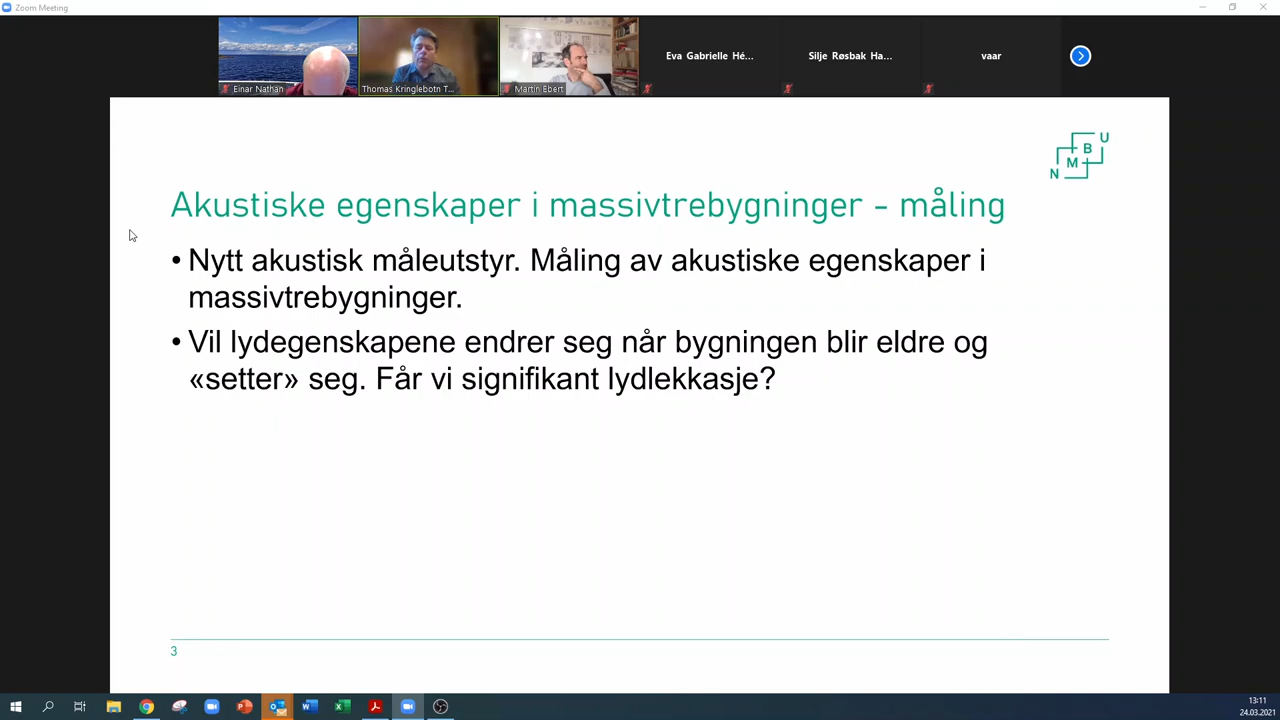 Zoom Meeting
Einar Nathan
Thomas Kringlebotn T...
Martin Ebert
Eva Gabrielle Hé...
Silje Røsbak Ha...
vaar
N M B U
Akustiske egenskaper i massivtrebygninger - måling
• Nytt akustisk måleutstyr. Måling av akustiske egenskaper i
massivtrebygninger.
• Vil lydegenskapene endrer seg når bygningen blir eldre og
«setter» seg. Får vi signifikant lydlekkasje?
3
13:11
24.03.2021